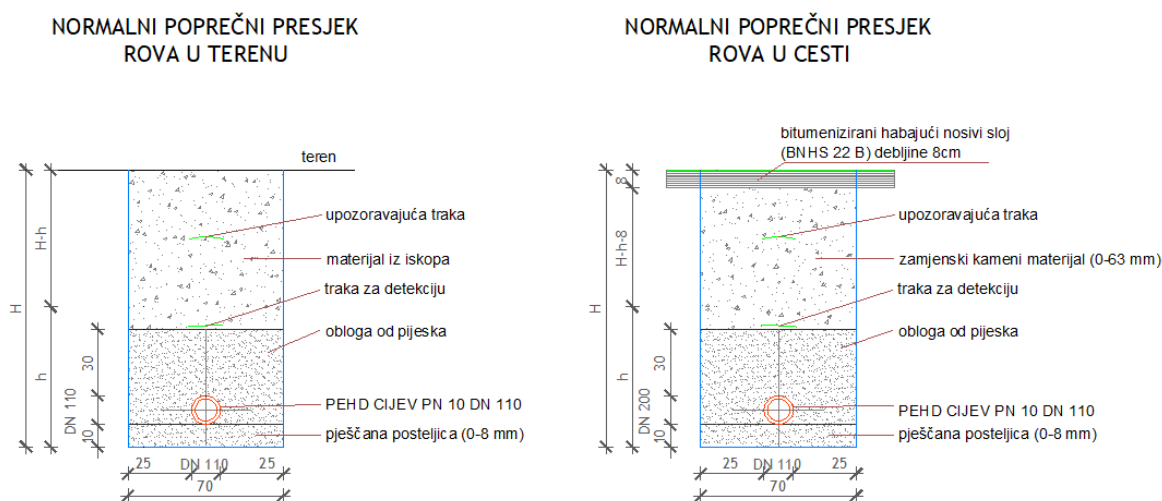 NORMALNI POPREČNI PRESJEK
ROVA U TERENU
teren
upozoravajuća traka
materijal iz iskopa
traka za detekciju
obloga od pijeska
PEHD CIJEV PN 10 DN 110
pješčana posteljica (0-8 mm)
H
H-h
h
30
DN 110
10
25
DN 110
25
70
NORMALNI POPREČNI PRESJEK
ROVA U CESTI
bitumenizirani habajući nosivi sloj
(BNHS 22 B) debljine 8cm
upozoravajuća traka
zamjenski kameni materijal (0-63 mm)
traka za detekciju
obloga od pijeska
PEHD CIJEV PN 10 DN 110
pješčana posteljica (0-8 mm)
H
8
H-h-8
h
30
DN 200
10
25
DN 110
25
70